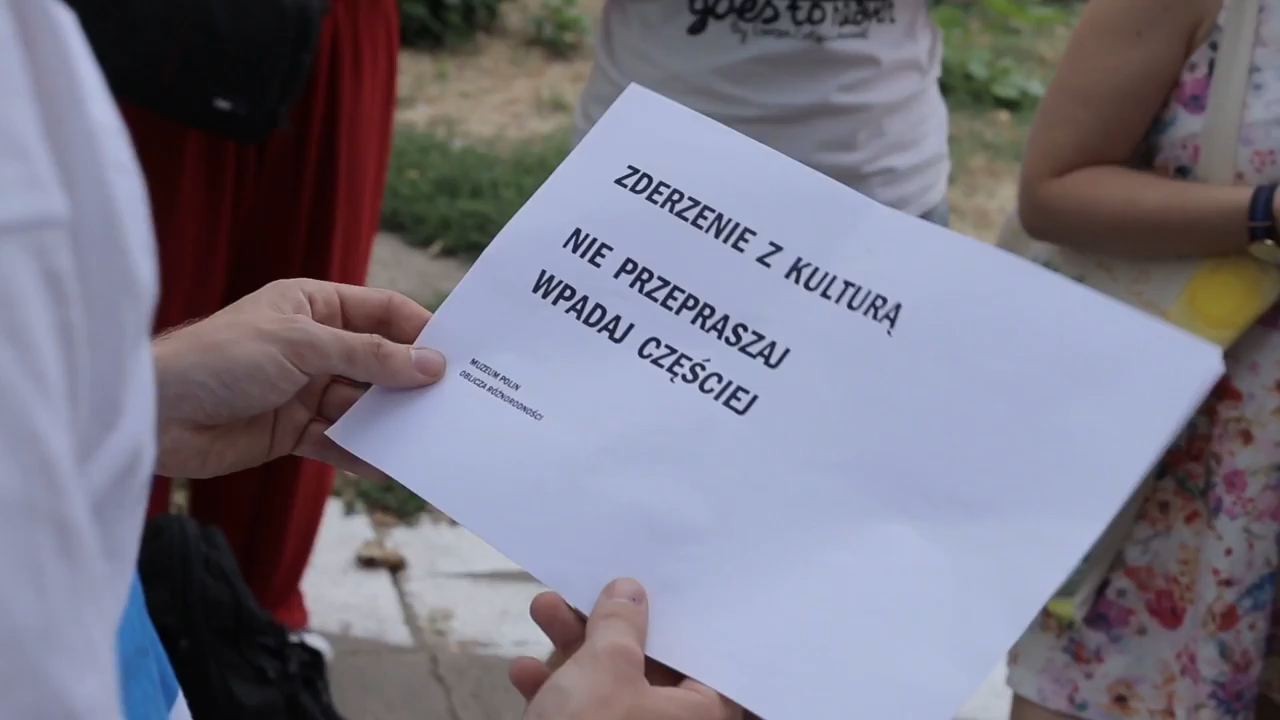 goes to
ZDERZENIE Z KULTURĄ
NIE PRZEPRASZAJ
WPADAJ CZĘŚCIEJ
MUZEUM POLIN
OBLICZA RÓŻNORODNOŚCI